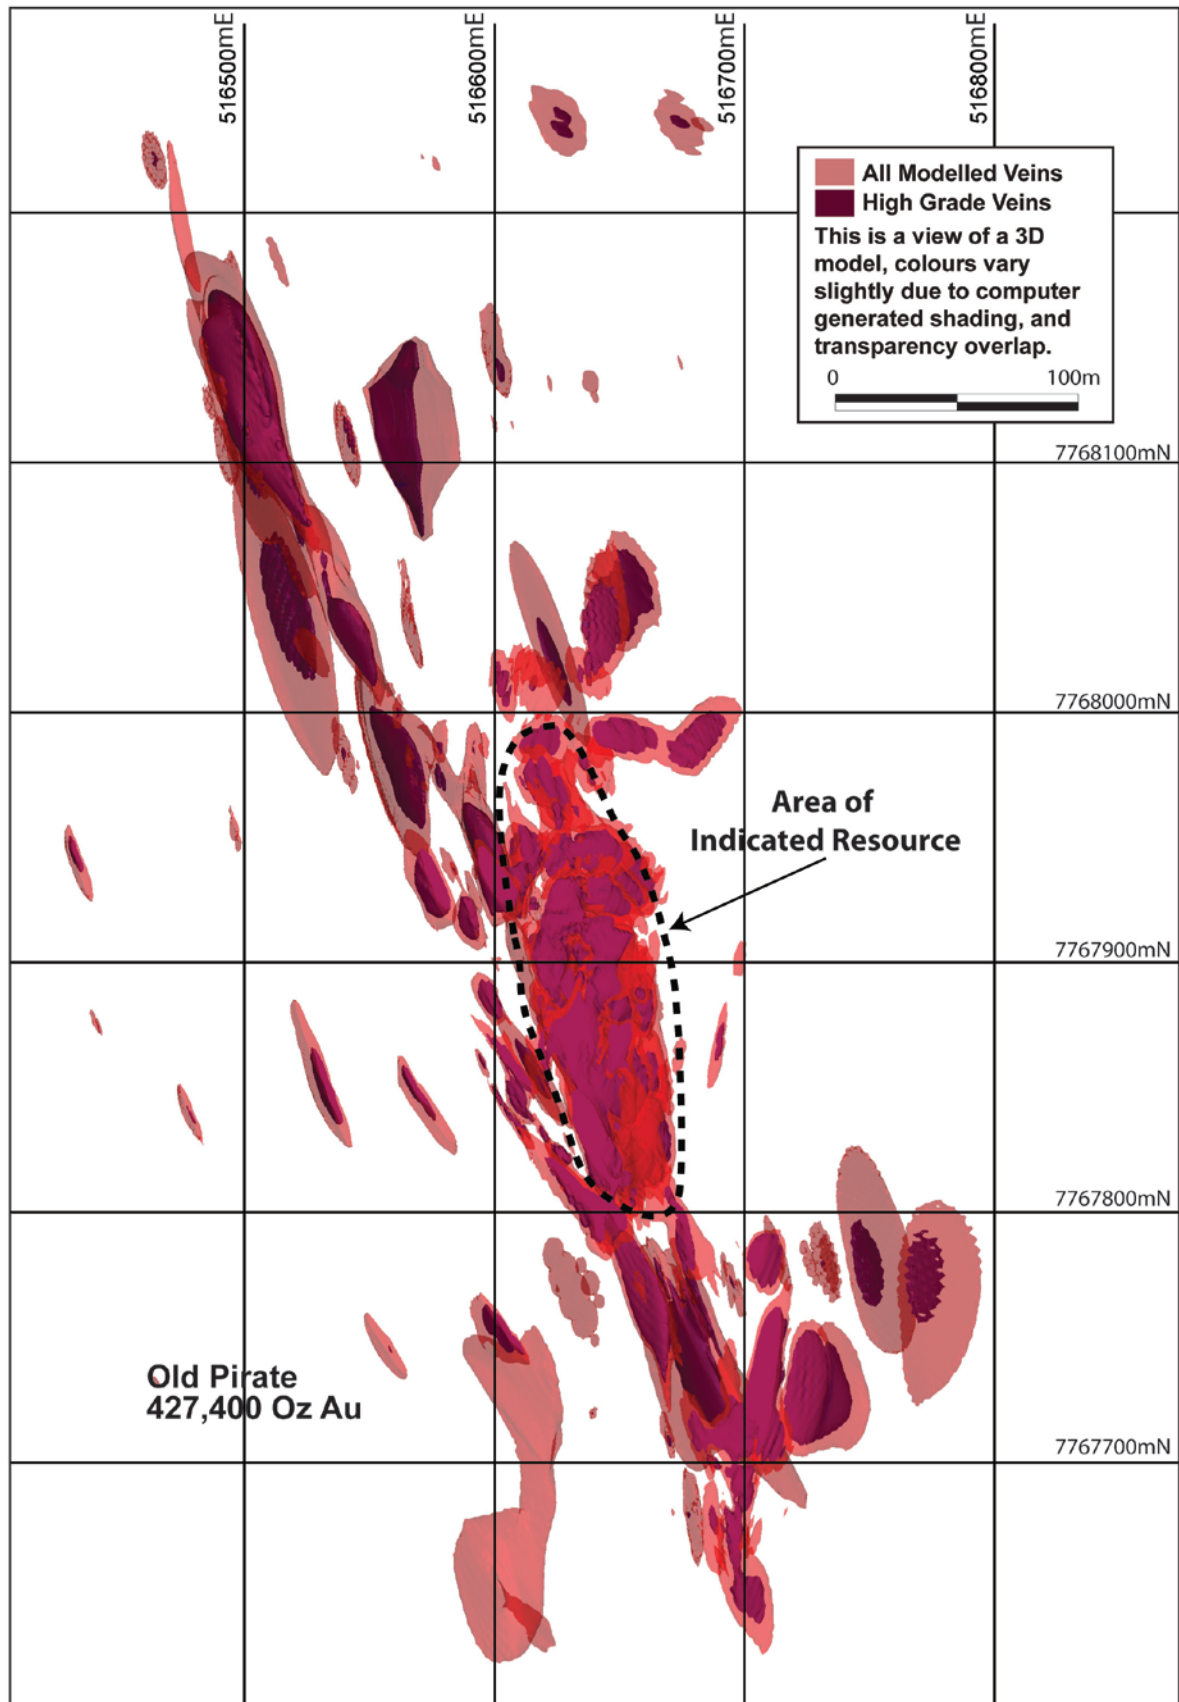 516500mE
516600mE
516700mE
516800mE
All Modelled Veins
High Grade Veins
This is a view of a 3D
model, colours vary
slightly due to computer
generated shading, and
transparency overlap.
0 100m
7768100mN
7768000mN
Area of
Indicated Resource
7767900mN
7767800mN
Old Pirate
427,400 Oz Au
7767700mN